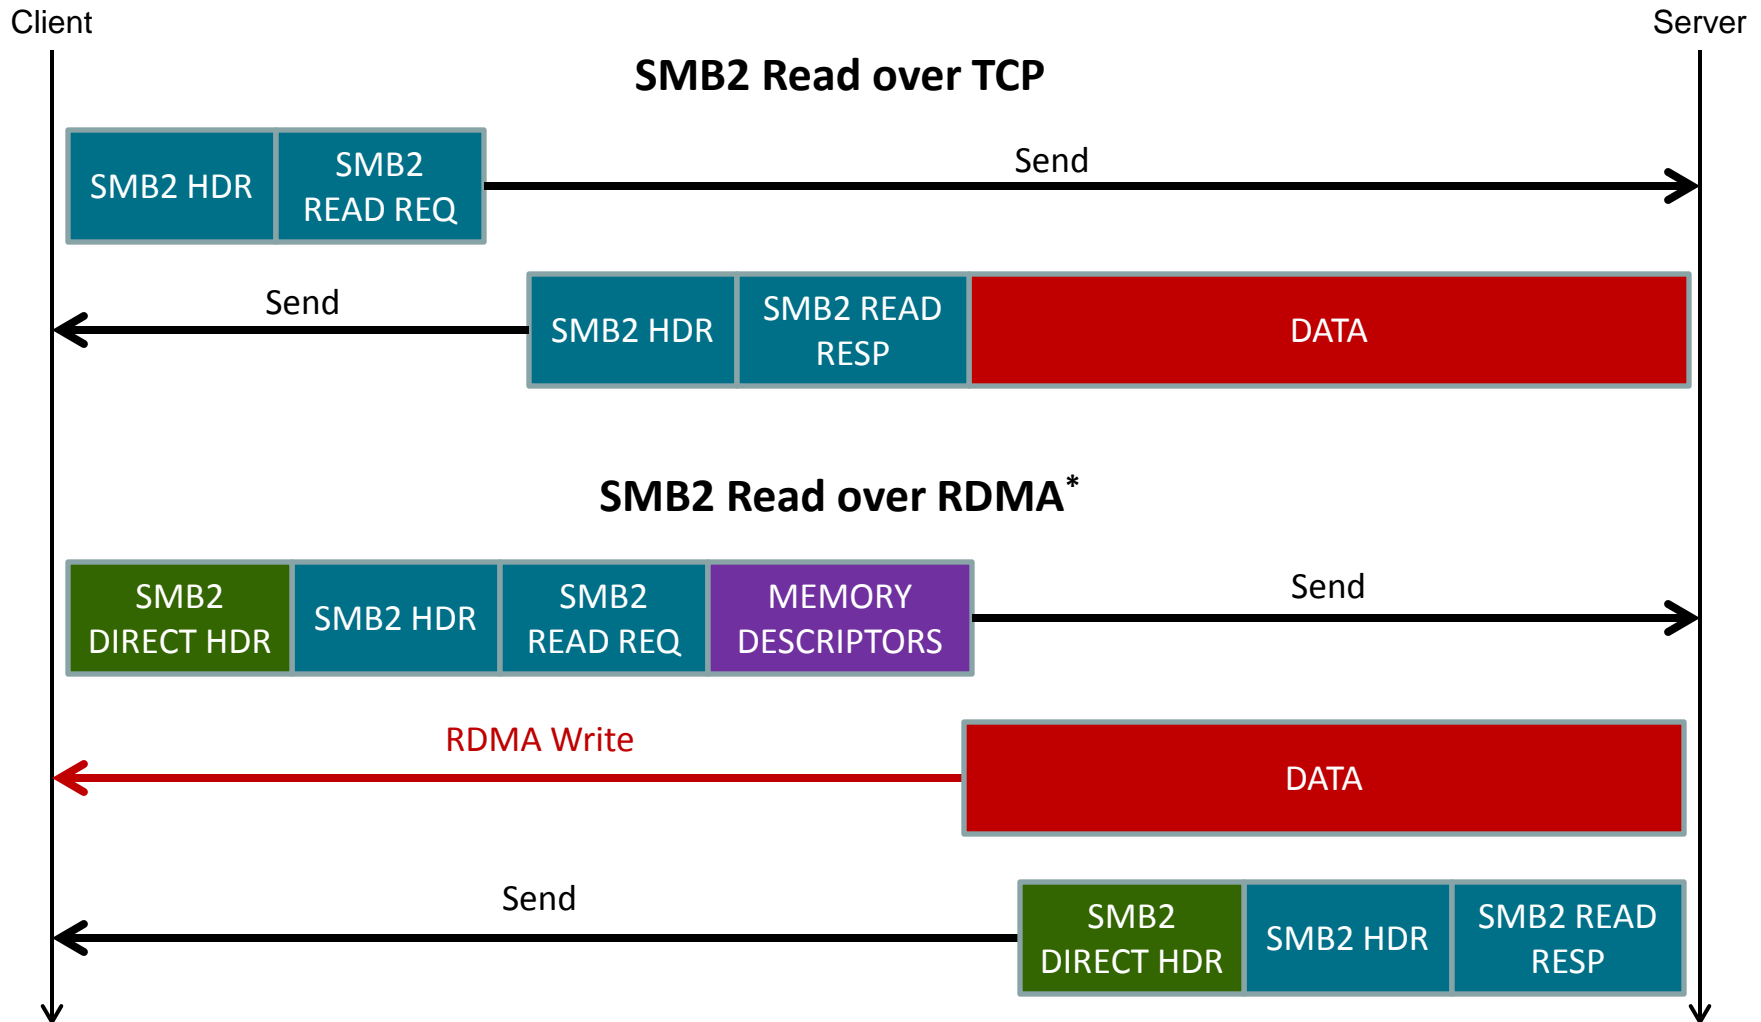 Client
Server
SMB2 Read over TCP
SMB2 HDR
SMB2
READ REQ
Send
Send
SMB2 HDR
SMB2 READ
RESP
DATA
SMB2 Read over RDMA*
SMB2
DIRECT HDR
SMB2 HDR
SMB2
READ REQ
MEMORY
DESCRIPTORS
Send
RDMA Write
DATA
Send
SMB2
DIRECT HDR
SMB2 HDR
SMB2 READ
RESP